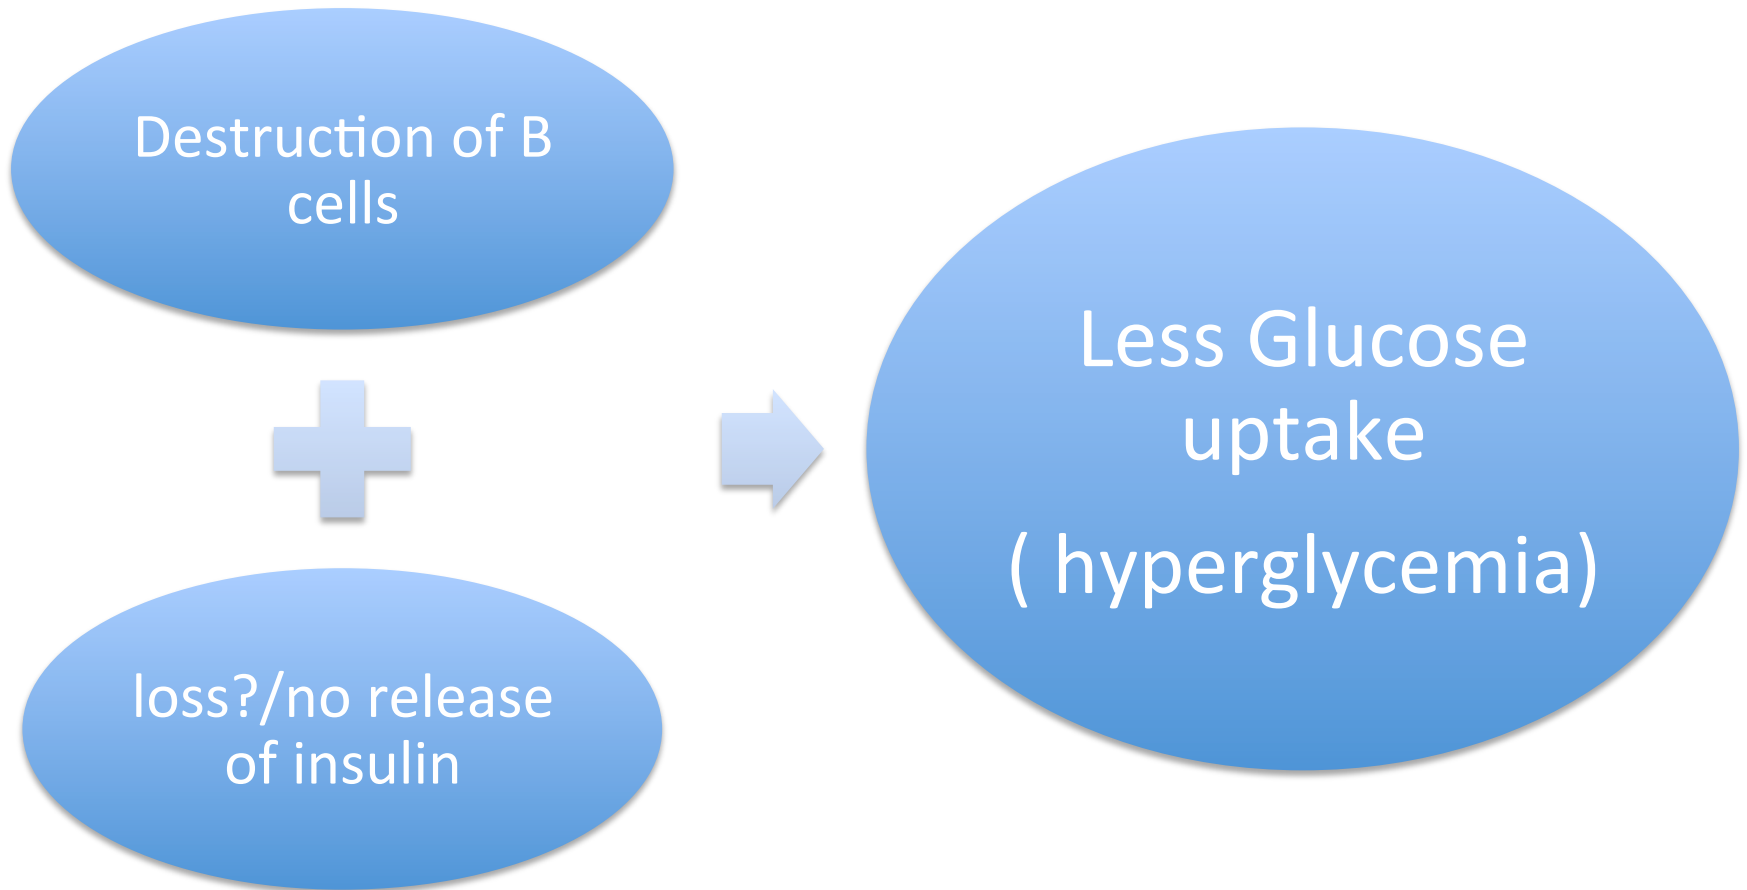 Destruction of B
cells
loss?/no release
of insulin
Less Glucose
uptake
( hyperglycemia)